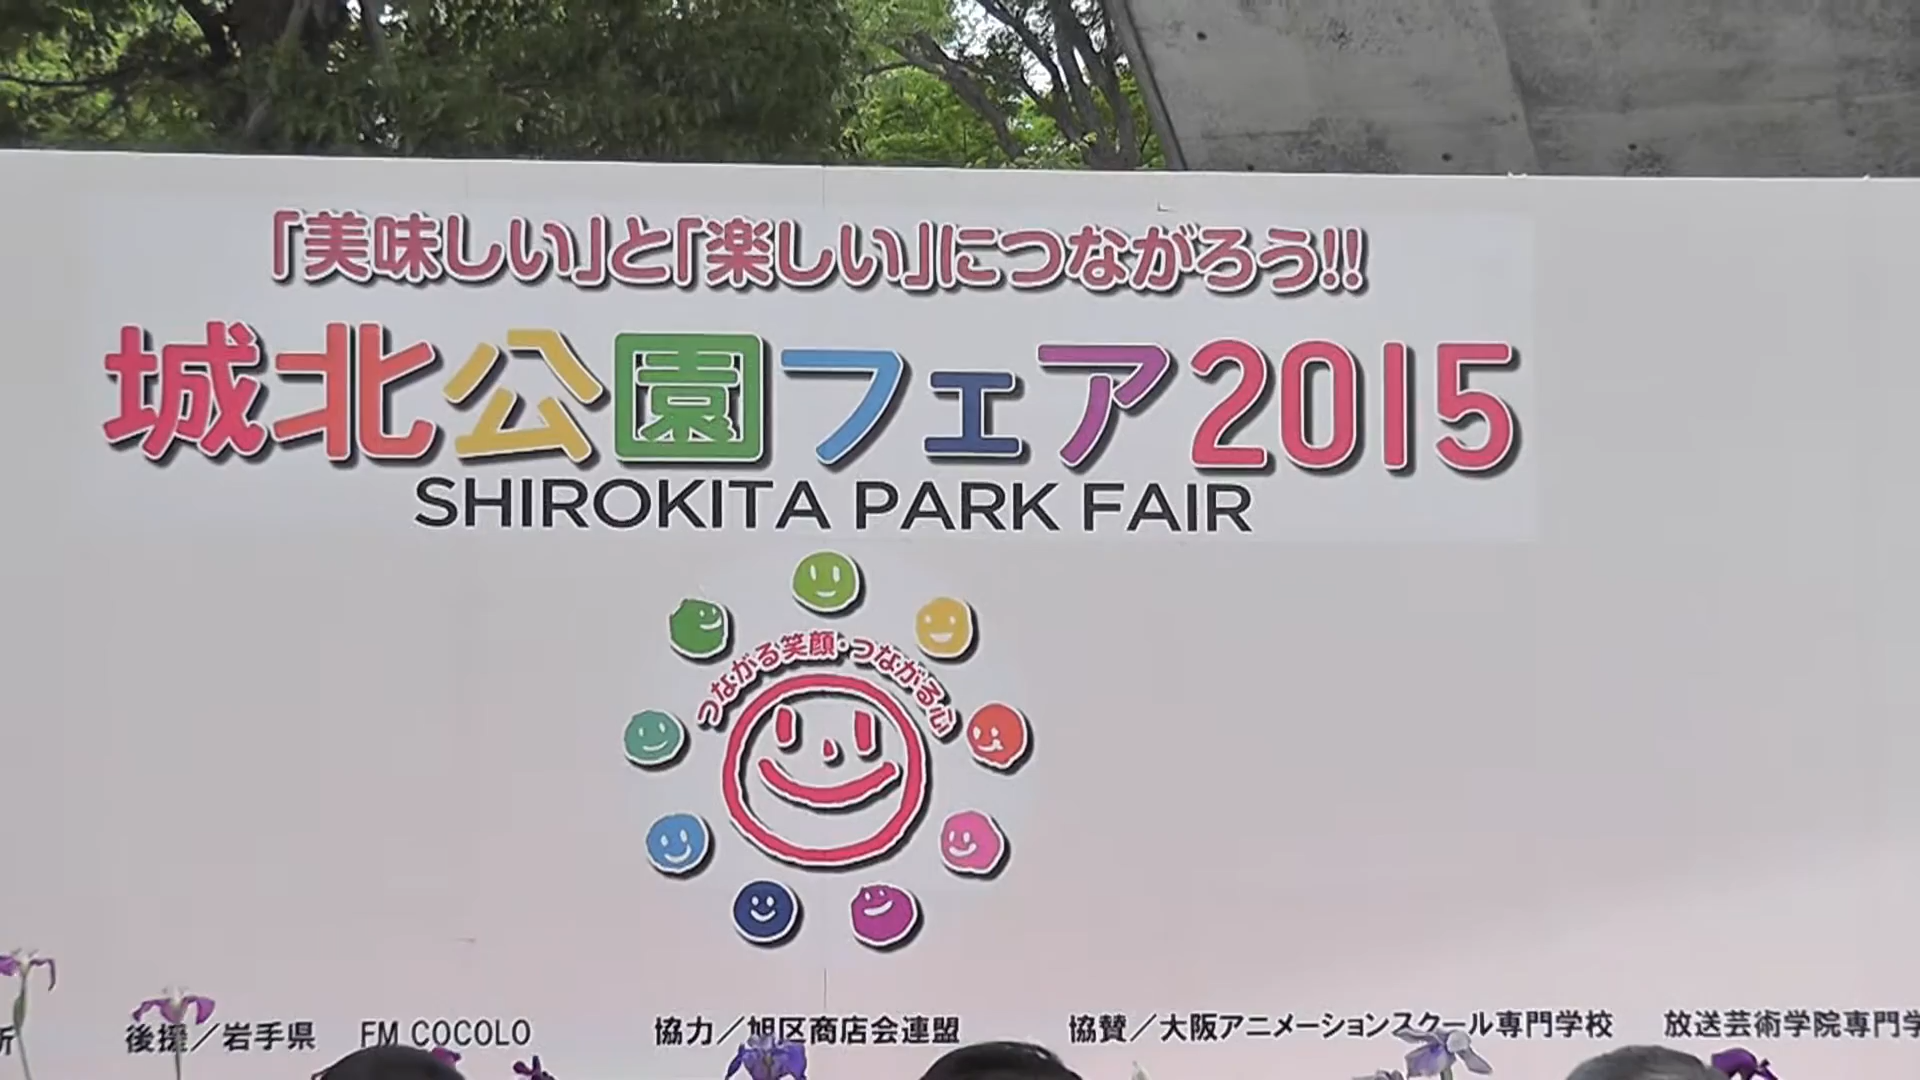 「美味しい」と「楽しい」につながろう!!
城北公園フェア2015
SHIROKITA PARK FAIR
つながる笑顔・つながる心
後援／岩手県 FM COCOLO 協力／旭区商店会連盟 協賛／大阪アニメーションスクール専門学校 放送芸術学院専門学